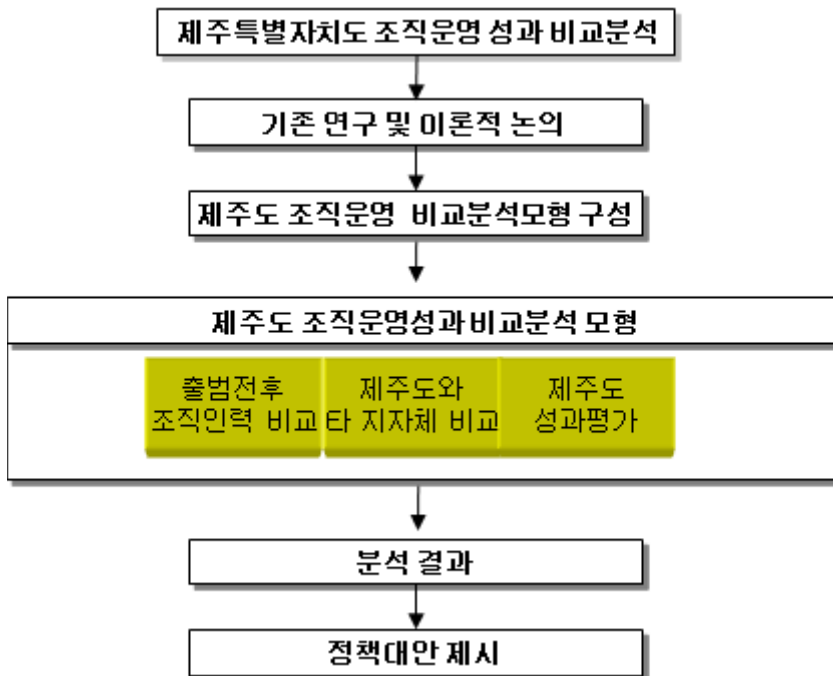 제주특별자치도 조직운영 성과 비교분석
기존 연구 및 이론적 논의
제주도 조직운영 비교분석모형 구성
제주도 조직운영성과 비교분석 모형
출범전후
조직인력 비교
제주도와
타 지자체 비교
제주도
성과평가
분석 결과
정책대안 제시